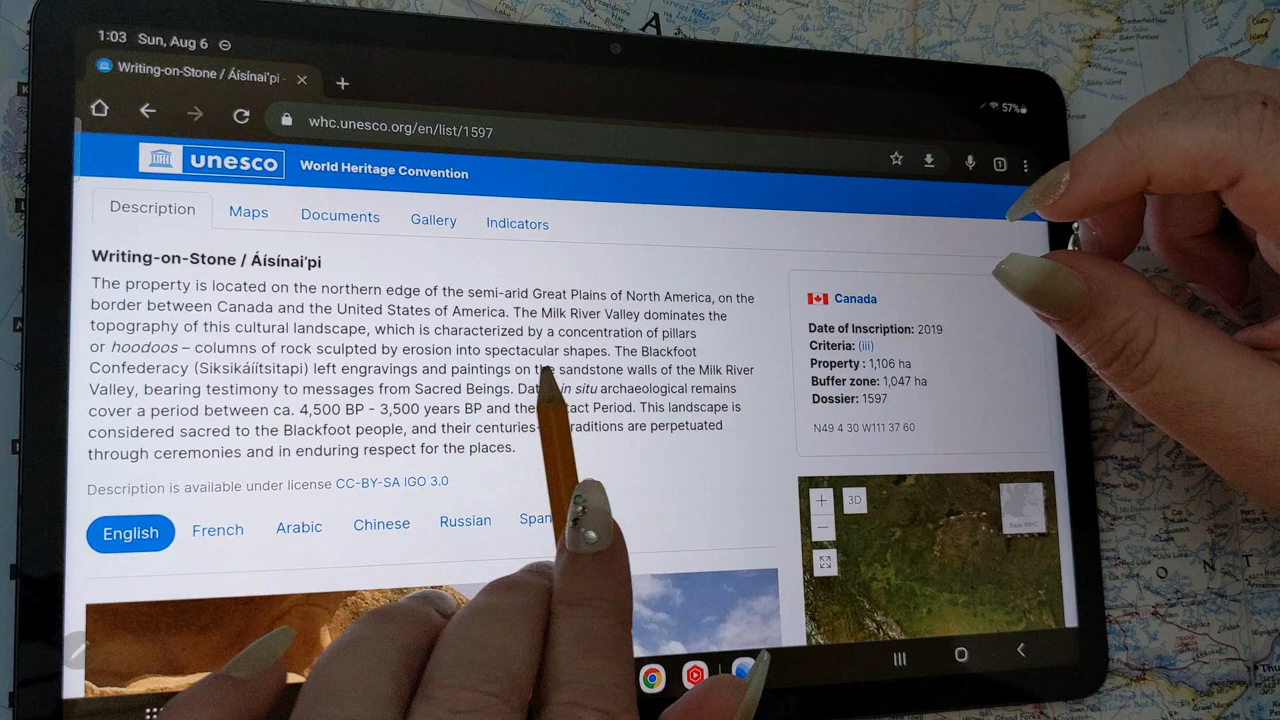 1:03 Sun, Aug 6
57%
Writing-on-Stone / Áísínai'pi -
whc.unesco.org/en/list/1597
unesco World Heritage Convention
Description Maps Documents Gallery Indicators
Writing-on-Stone / Áísínai'pi
The property is located on the northern edge of the semi-arid Great Plains of North America, on the
border between Canada and the United States of America. The Milk River Valley dominates the
topography of this cultural landscape, which is characterized by a concentration of pillars
or hoodoos – columns of rock sculpted by erosion into spectacular shapes. The Blackfoot
Confederacy (Siksikáíítsitapi) left engravings and paintings on the sandstone walls of the Milk River
Valley, bearing testimony to messages from Sacred Beings. in situ archaeological remains
cover a period between ca. 4,500 BP - 3,500 years BP and the Period. This landscape is
considered sacred to the Blackfoot people, and their centuries- traditions are perpetuated
through ceremonies and in enduring respect for the places.
Description is available under license CC-BY-SA IGO 3.0
English French Arabic Chinese Russian
Canada
Date of Inscription: 2019
Criteria: (iii)
Property : 1,106 ha
Buffer zone: 1,047 ha
Dossier: 1597
N49 4 30 W111 37 60
+
3D
−
Base WHC